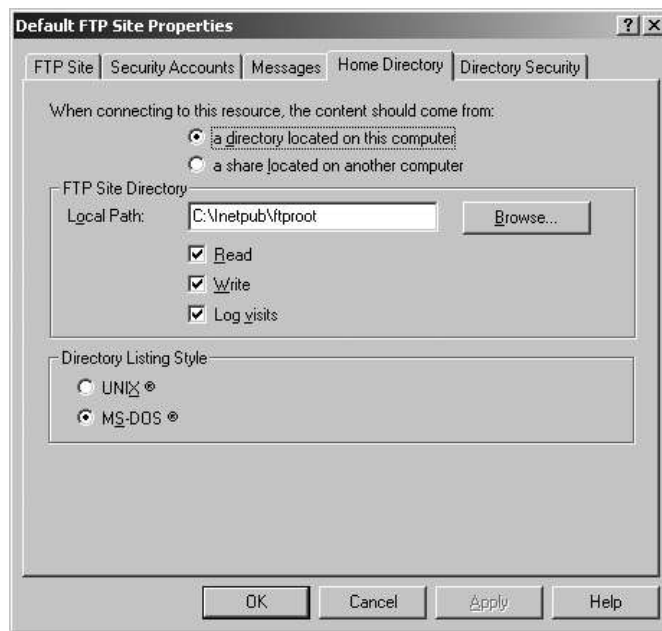 Default FTP Site Properties
FTP Site Security Accounts Messages Home Directory Directory Security
When connecting to this resource, the content should come from:
a directory located on this computer
a share located on another computer
FTP Site Directory
Local Path: C:\Inetpub\ftproot Browse...
Read
Write
Log visits
Directory Listing Style
UNIX ®
MS-DOS ®
OK Cancel Apply Help